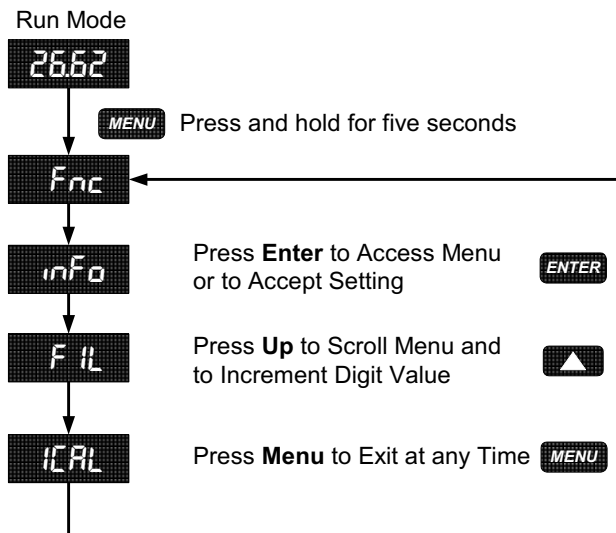 Run Mode
26.62
MENU Press and hold for five seconds
Fnc
inFo
Press Enter to Access Menu
or to Accept Setting
ENTER
FIL
Press Up to Scroll Menu and
to Increment Digit Value
ICAL
Press Menu to Exit at any Time MENU